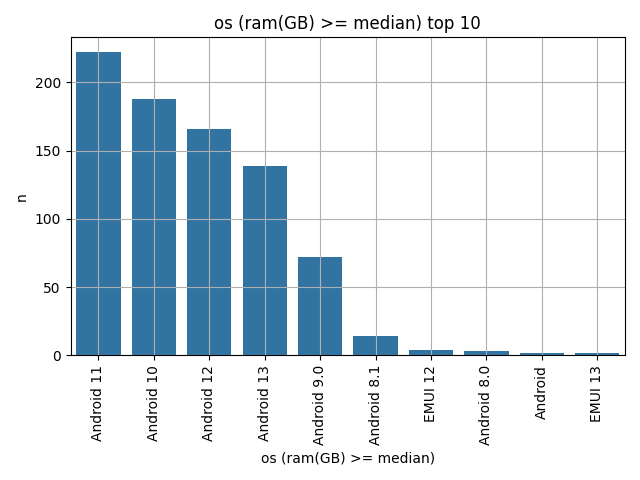 os (ram(GB) >= median) top 10
200
150
100
50
0
n
Android 11
Android 10
Android 12
Android 13
Android 9.0
Android 8.1
EMUI 12
Android 8.0
Android
EMUI 13
os (ram(GB) >= median)